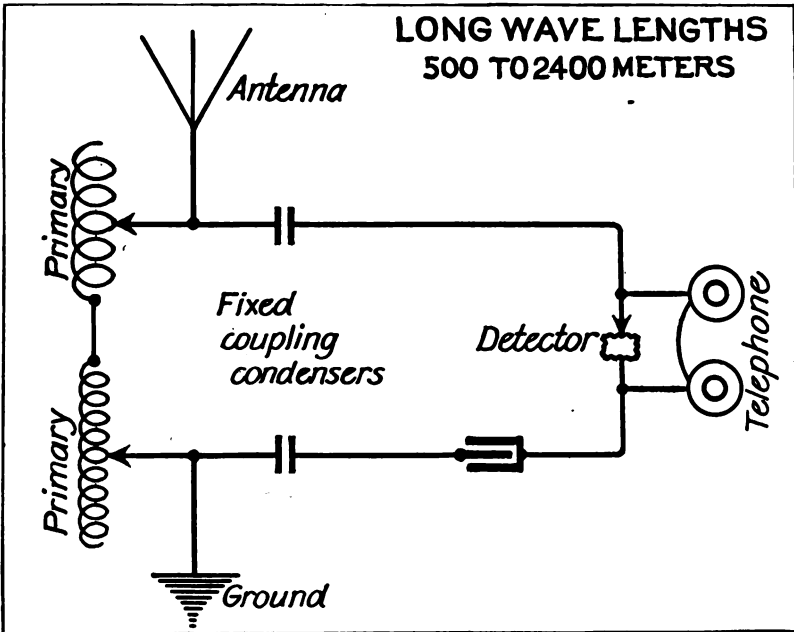 LONG WAVE LENGTHS
500 TO 2400 METERS
Antenna
Primary
Fixed
coupling
condensers
Detector
Telephone
Primary
Ground